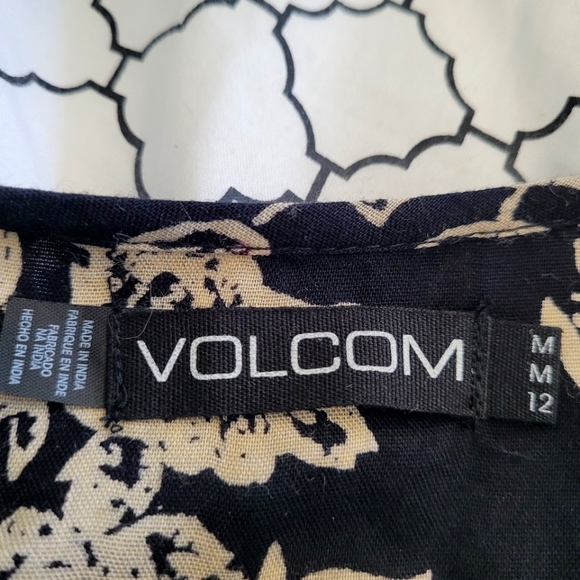 MADE IN INDIA
FABRIQUE EN INDE
FABRICADO
NA INDIA
HECHO EN INDIA
VOLCOM
M
M
12